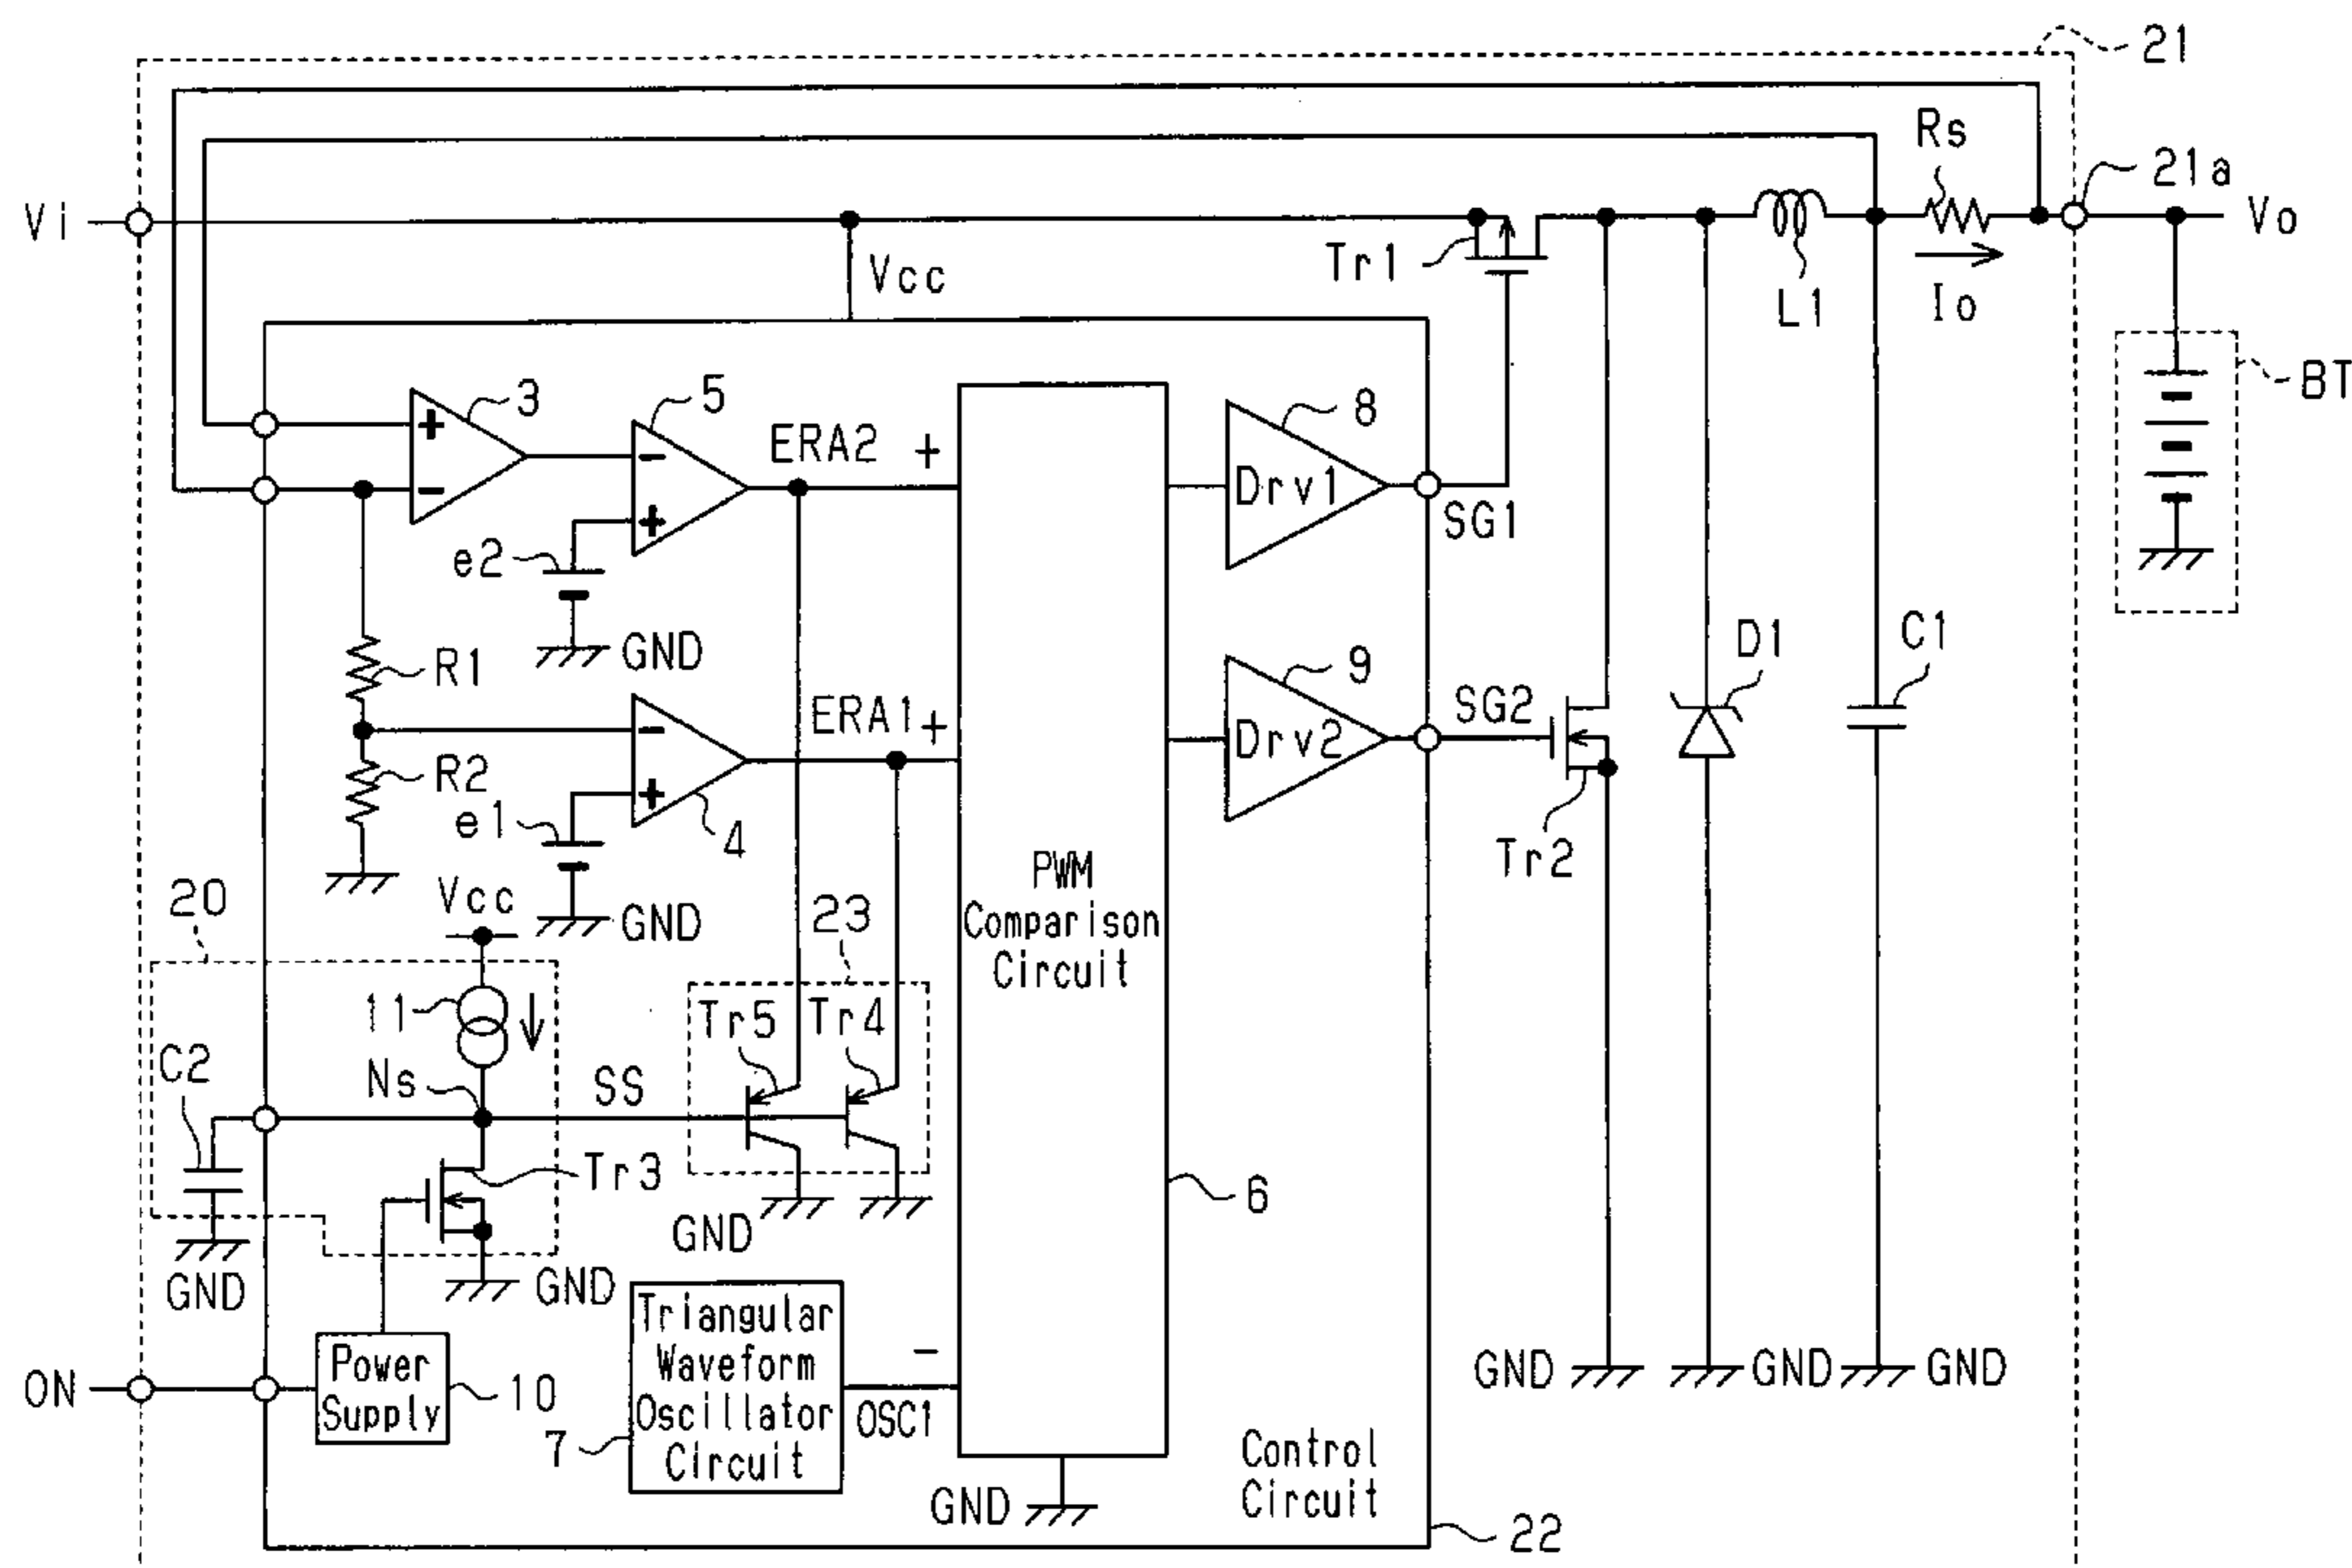 21
Rs
21a
Vi
Vo
Vcc
Tr1
L1
Io
BT
3
5
ERA2
+
8
Drv1
SG1
+
-
-
+
e2
GND
R1
9
D1
C1
ERA1
+
SG2
Drv2
R2
-
+
e1
4
Tr2
PWM
Comparison
Circuit
20
Vcc
23
GND
11
Tr5
Tr4
C2
Ns
SS
Tr3
6
GND
GND
GND
Triangular
Waveform
Oscillator
Circuit
-
GND
GND
GND
ON
Power
Supply
10
7
OSC1
Control
Circuit
GND
22